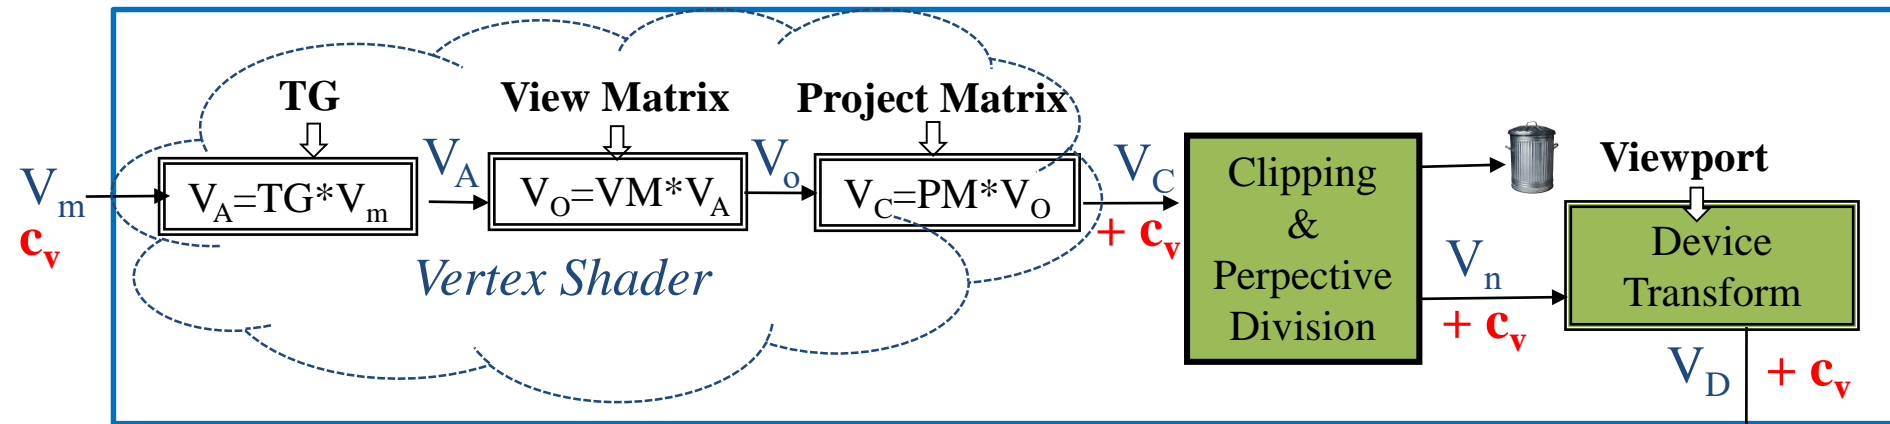 TG
View Matrix
Project Matrix
Viewport
V_m
c_v
V_A=TG*V_m
V_A
V_O=VM*V_A
V_o
V_C=PM*V_O
V_C
+ c_v
Vertex Shader
Clipping
&
Perpective
Division
V_n
+ c_v
Device
Transform
V_D
+ c_v